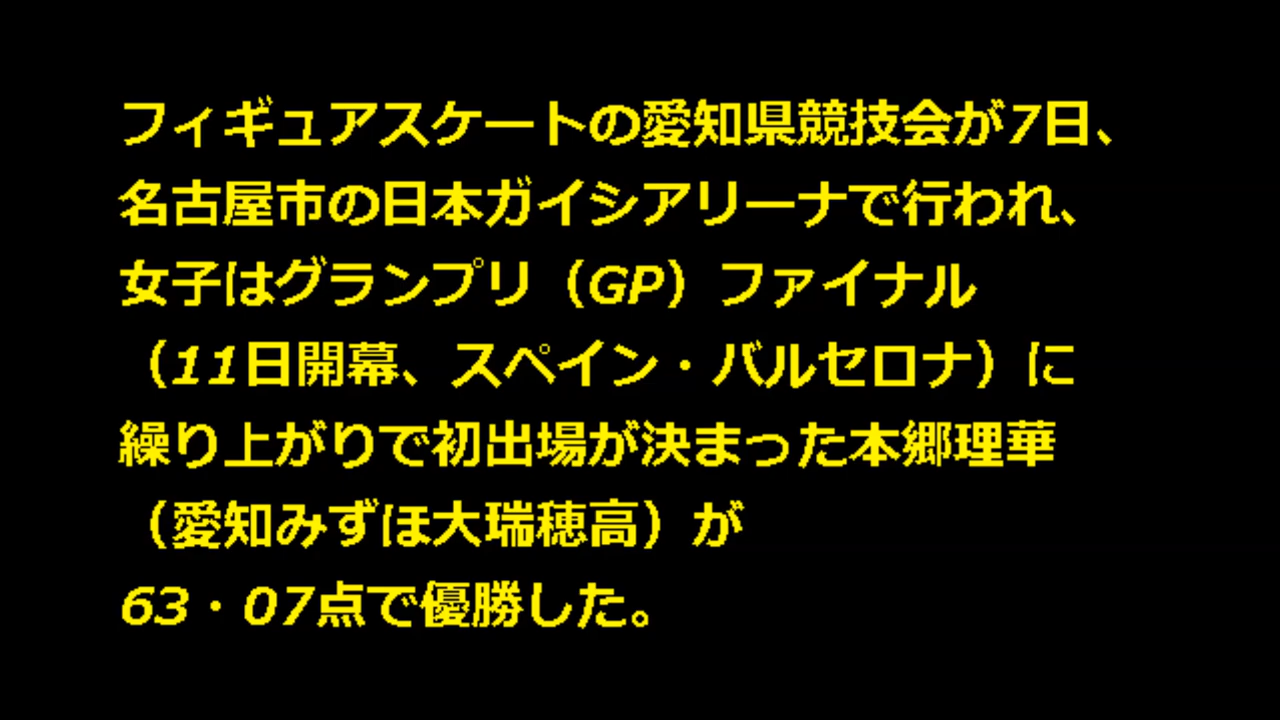 フィギュアスケートの愛知県競技会が7日、
名古屋市の日本ガイシアリーナで行われ、
女子はグランプリ（GP）ファイナル
（11日開幕、スペイン・バルセロナ）に
繰り上がりで初出場が決まった本郷理華
（愛知みずほ大瑞穂高）が
63・07点で優勝した。